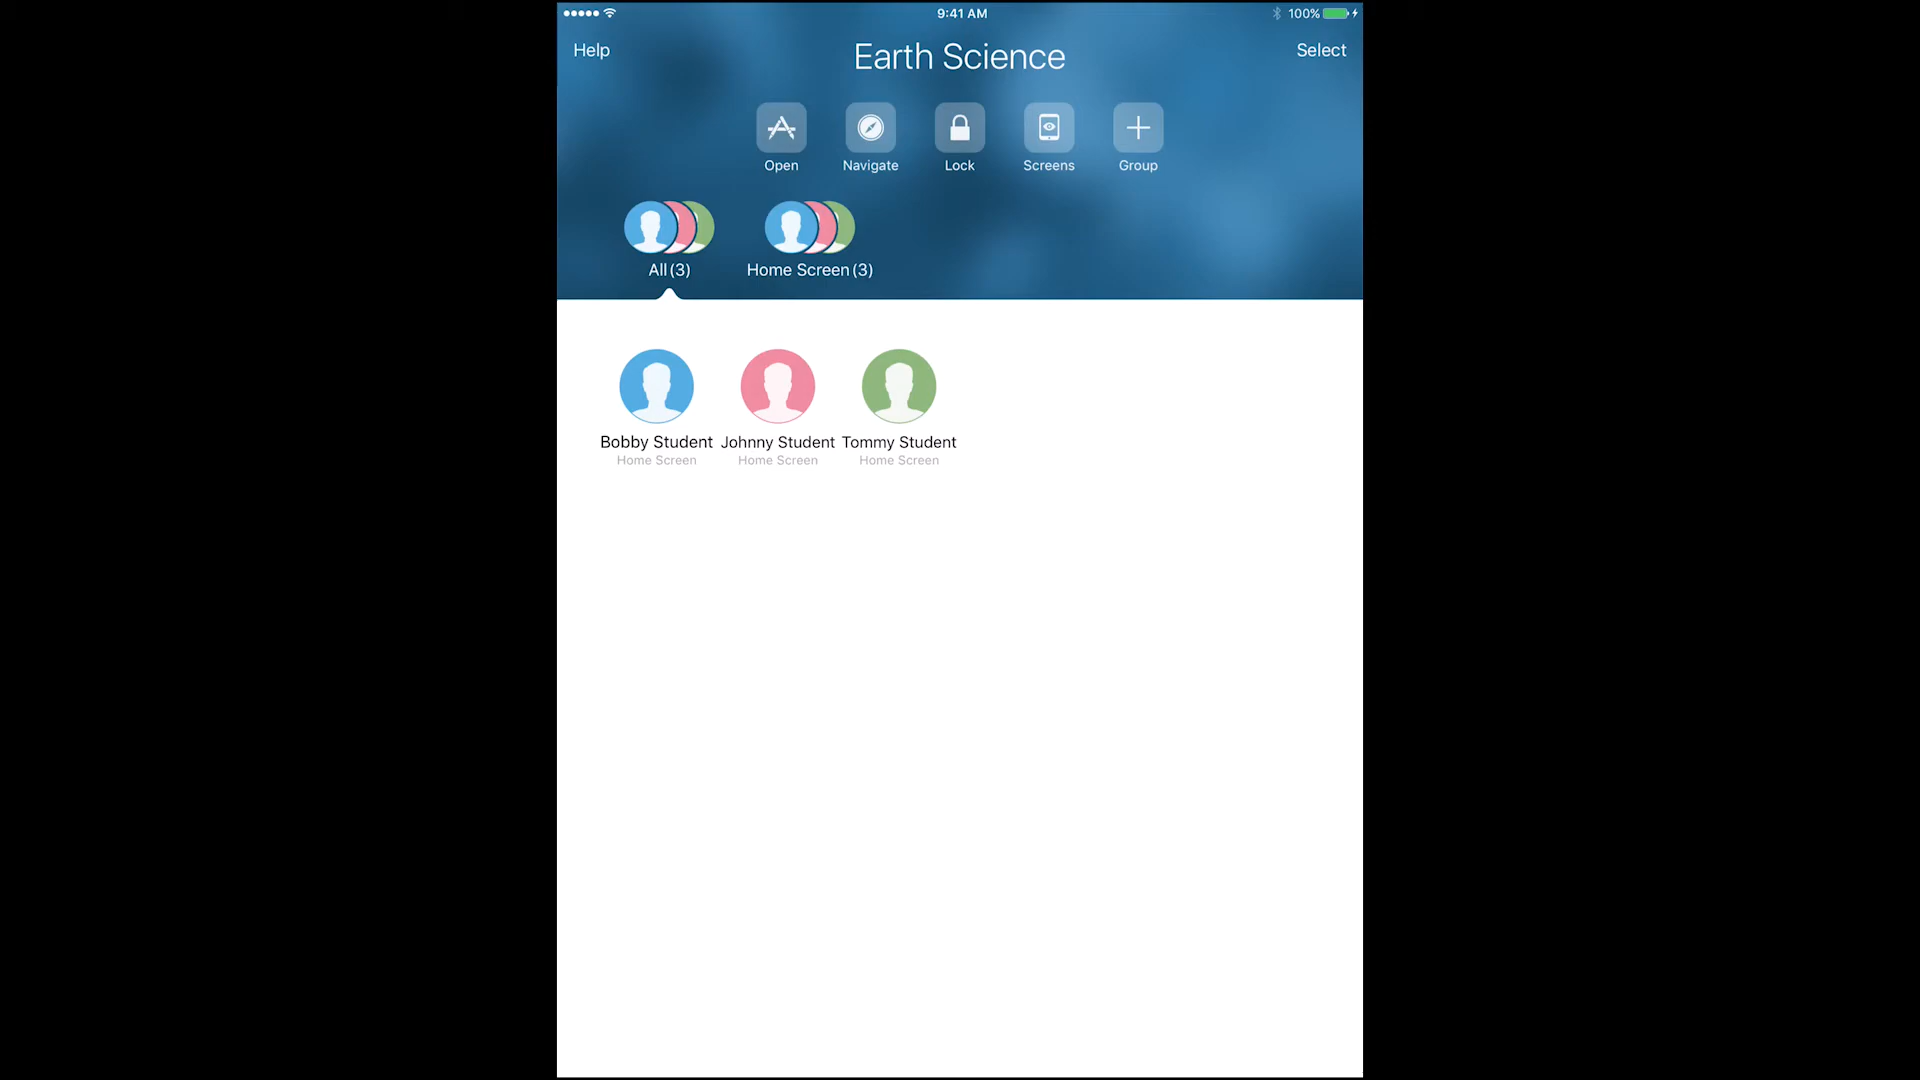 9:41 AM
100%
Help
Earth Science
Select
Open
Navigate
Lock
Screens
Group
All (3)
Home Screen (3)
Bobby Student
Johnny Student
Tommy Student
Home Screen
Home Screen
Home Screen